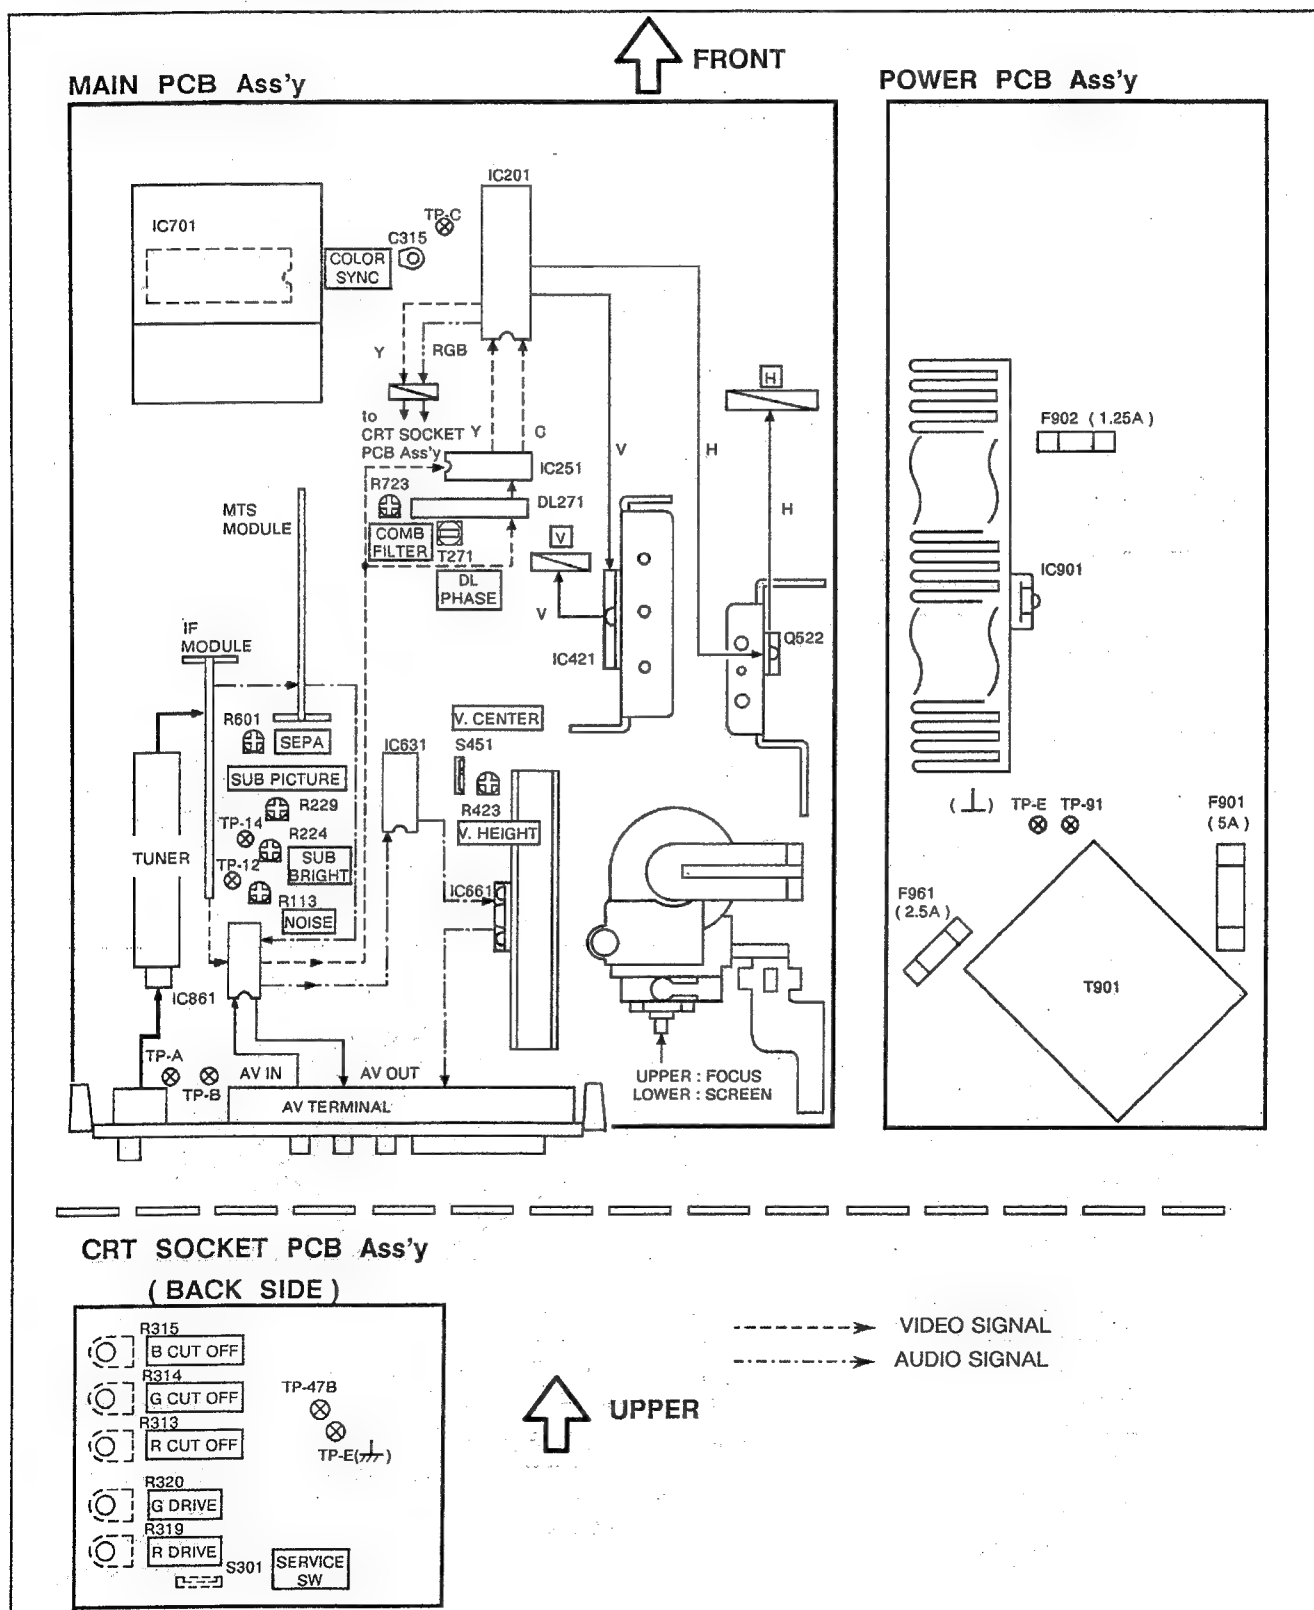 FRONT
MAIN PCB Ass'y
POWER PCB Ass'y
IC201
IC701
TP-C
C315
COLOR
SYNC
Y
RGB
H
to
CRT SOCKET
PCB Ass'y
Y
C
V
H
F902 (1.25A)
IC251
R723
DL271
MTS
MODULE
COMB
FILTER
T271
V
H
DL
PHASE
IC901
V
IF
MODULE
IC421
Q522
R601
SEPA
V. CENTER
IC631
S451
SUB PICTURE
R229
R423
(⊥)
TP-E
TP-91
F901
(5A)
TP-14
R224
V. HEIGHT
TUNER
TP-12
SUB
BRIGHT
IC661
F961
(2.5A)
R113
NOISE
IC861
T901
TP-A
TP-B
AV IN
AV OUT
UPPER : FOCUS
LOWER : SCREEN
AV TERMINAL
CRT SOCKET PCB Ass'y
(BACK SIDE)
R315
B CUT OFF
VIDEO SIGNAL
AUDIO SIGNAL
R314
G CUT OFF
TP-47B
UPPER
R313
R CUT OFF
TP-E(⏚)
R320
G DRIVE
R319
R DRIVE
S301
SERVICE
SW